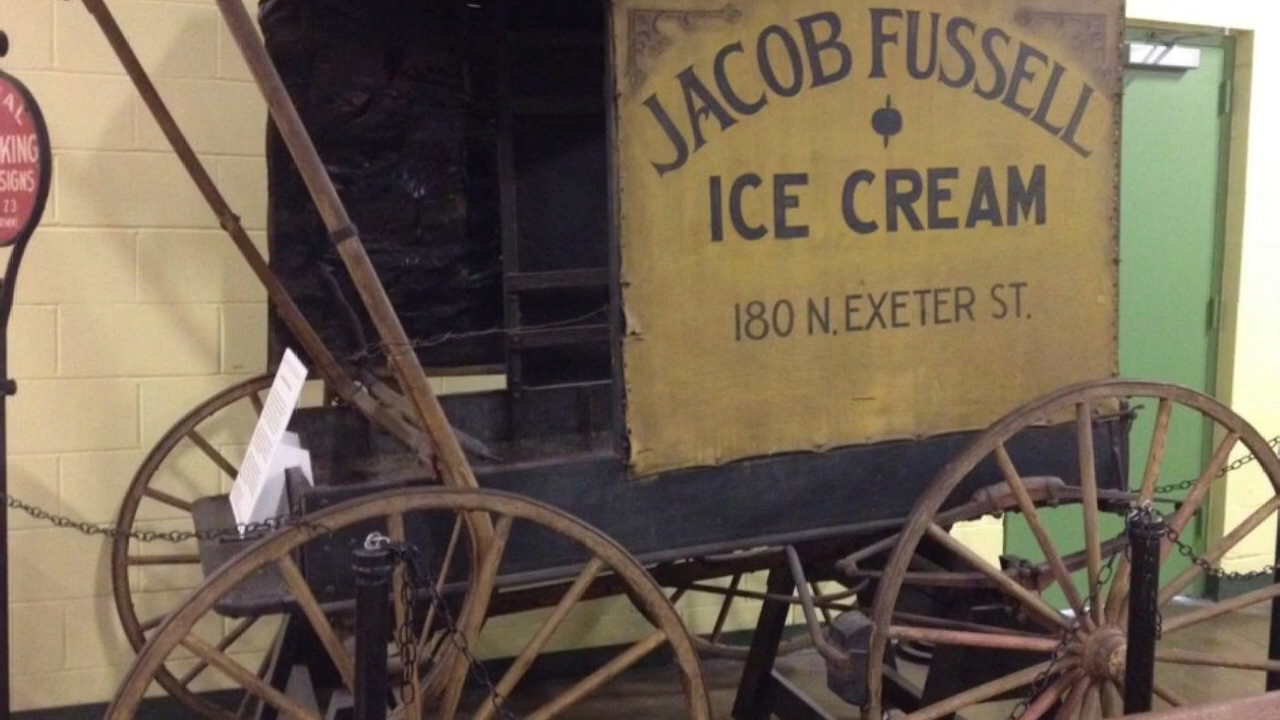 JACOB FUSSELL
ICE CREAM
180 N. EXETER ST.
KING
SIGNS
23